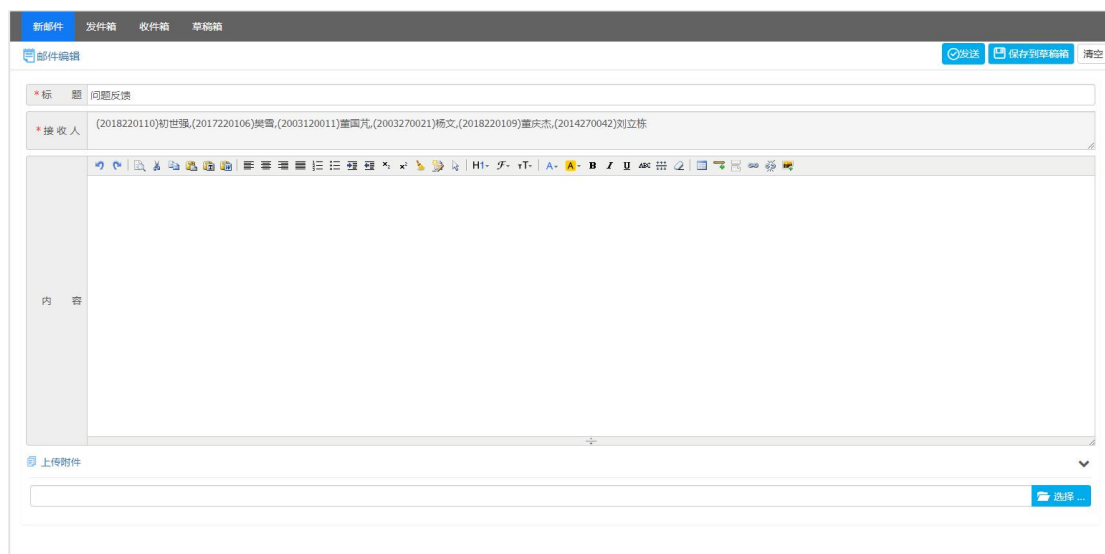 新邮件 发件箱 收件箱 草稿箱
邮件编辑 发送 保存到草稿箱 清空
*标 题 问题反馈
*接 收 人 (2018220110)初世强,(2017220106)樊雪,(2003120011)董国芃,(2003270021)杨文,(2018220109)董庆杰,(2014270042)刘立栋
H1- F- тT- A- A- B I U ABC
内 容
上传附件
选择 ...